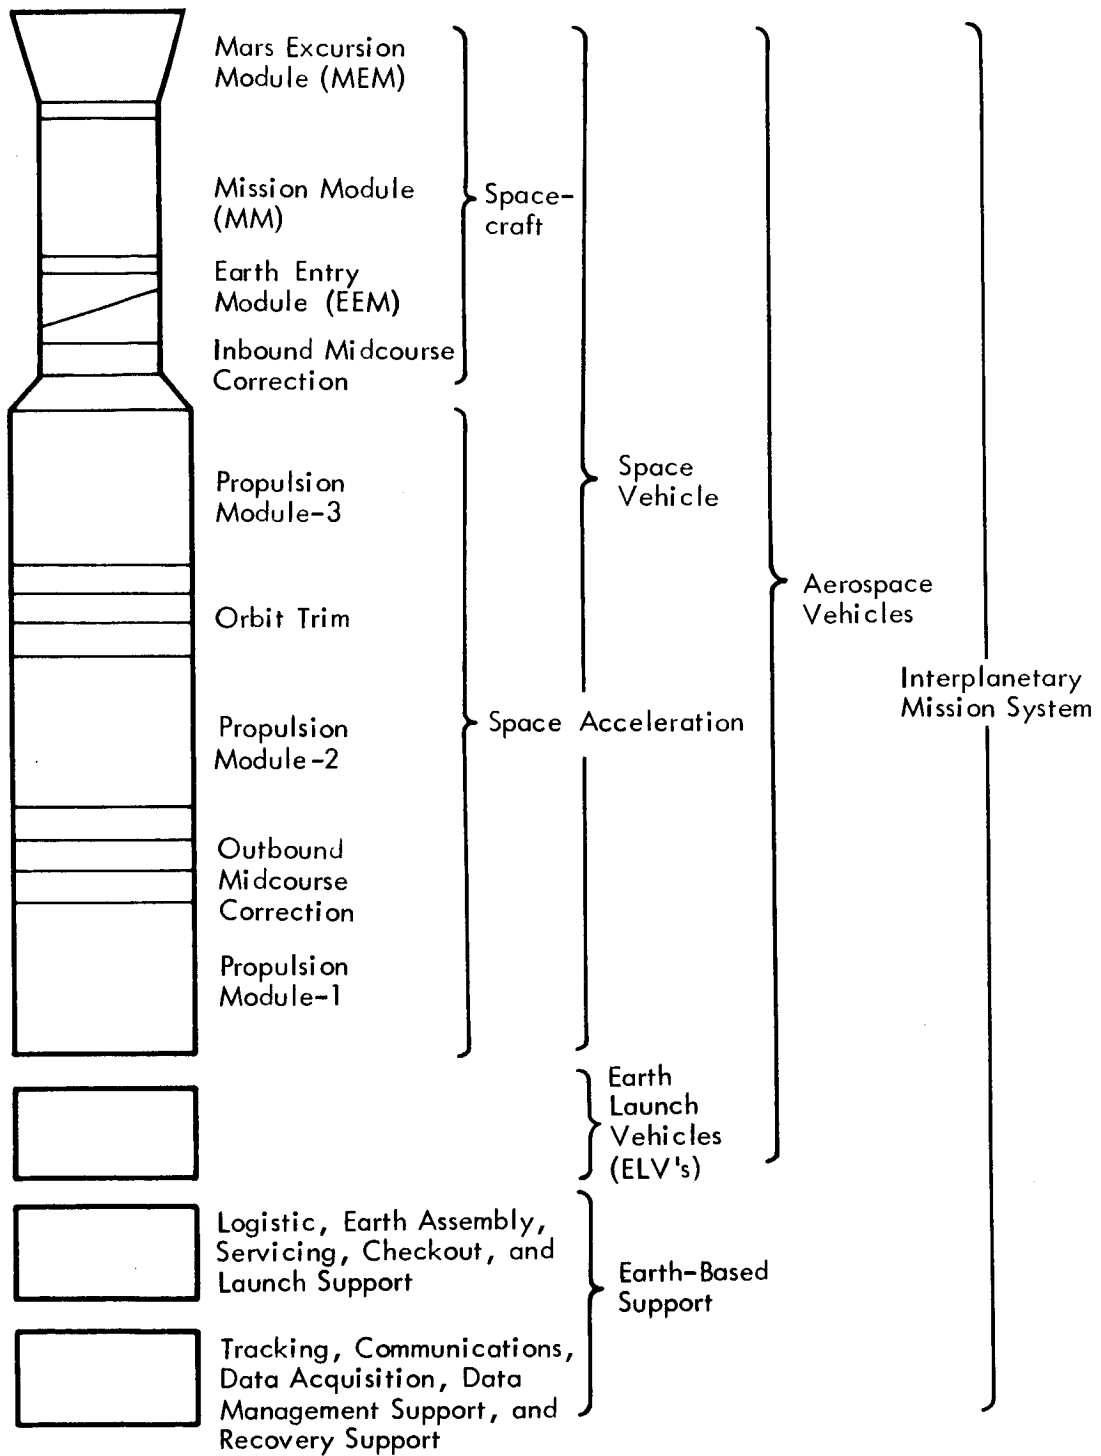 Mars Excursion
Module (MEM)
Mission Module
(MM)
Space-
craft
Earth Entry
Module (EEM)
Inbound Midcourse
Correction
Propulsion
Module-3
Space
Vehicle
Orbit Trim
Aerospace
Vehicles
Interplanetary
Mission System
Propulsion
Module-2
Space Acceleration
Outbound
Midcourse
Correction
Propulsion
Module-1
Earth
Launch
Vehicles
(ELV's)
Logistic, Earth Assembly,
Servicing, Checkout, and
Launch Support
Earth-Based
Support
Tracking, Communications,
Data Acquisition, Data
Management Support, and
Recovery Support